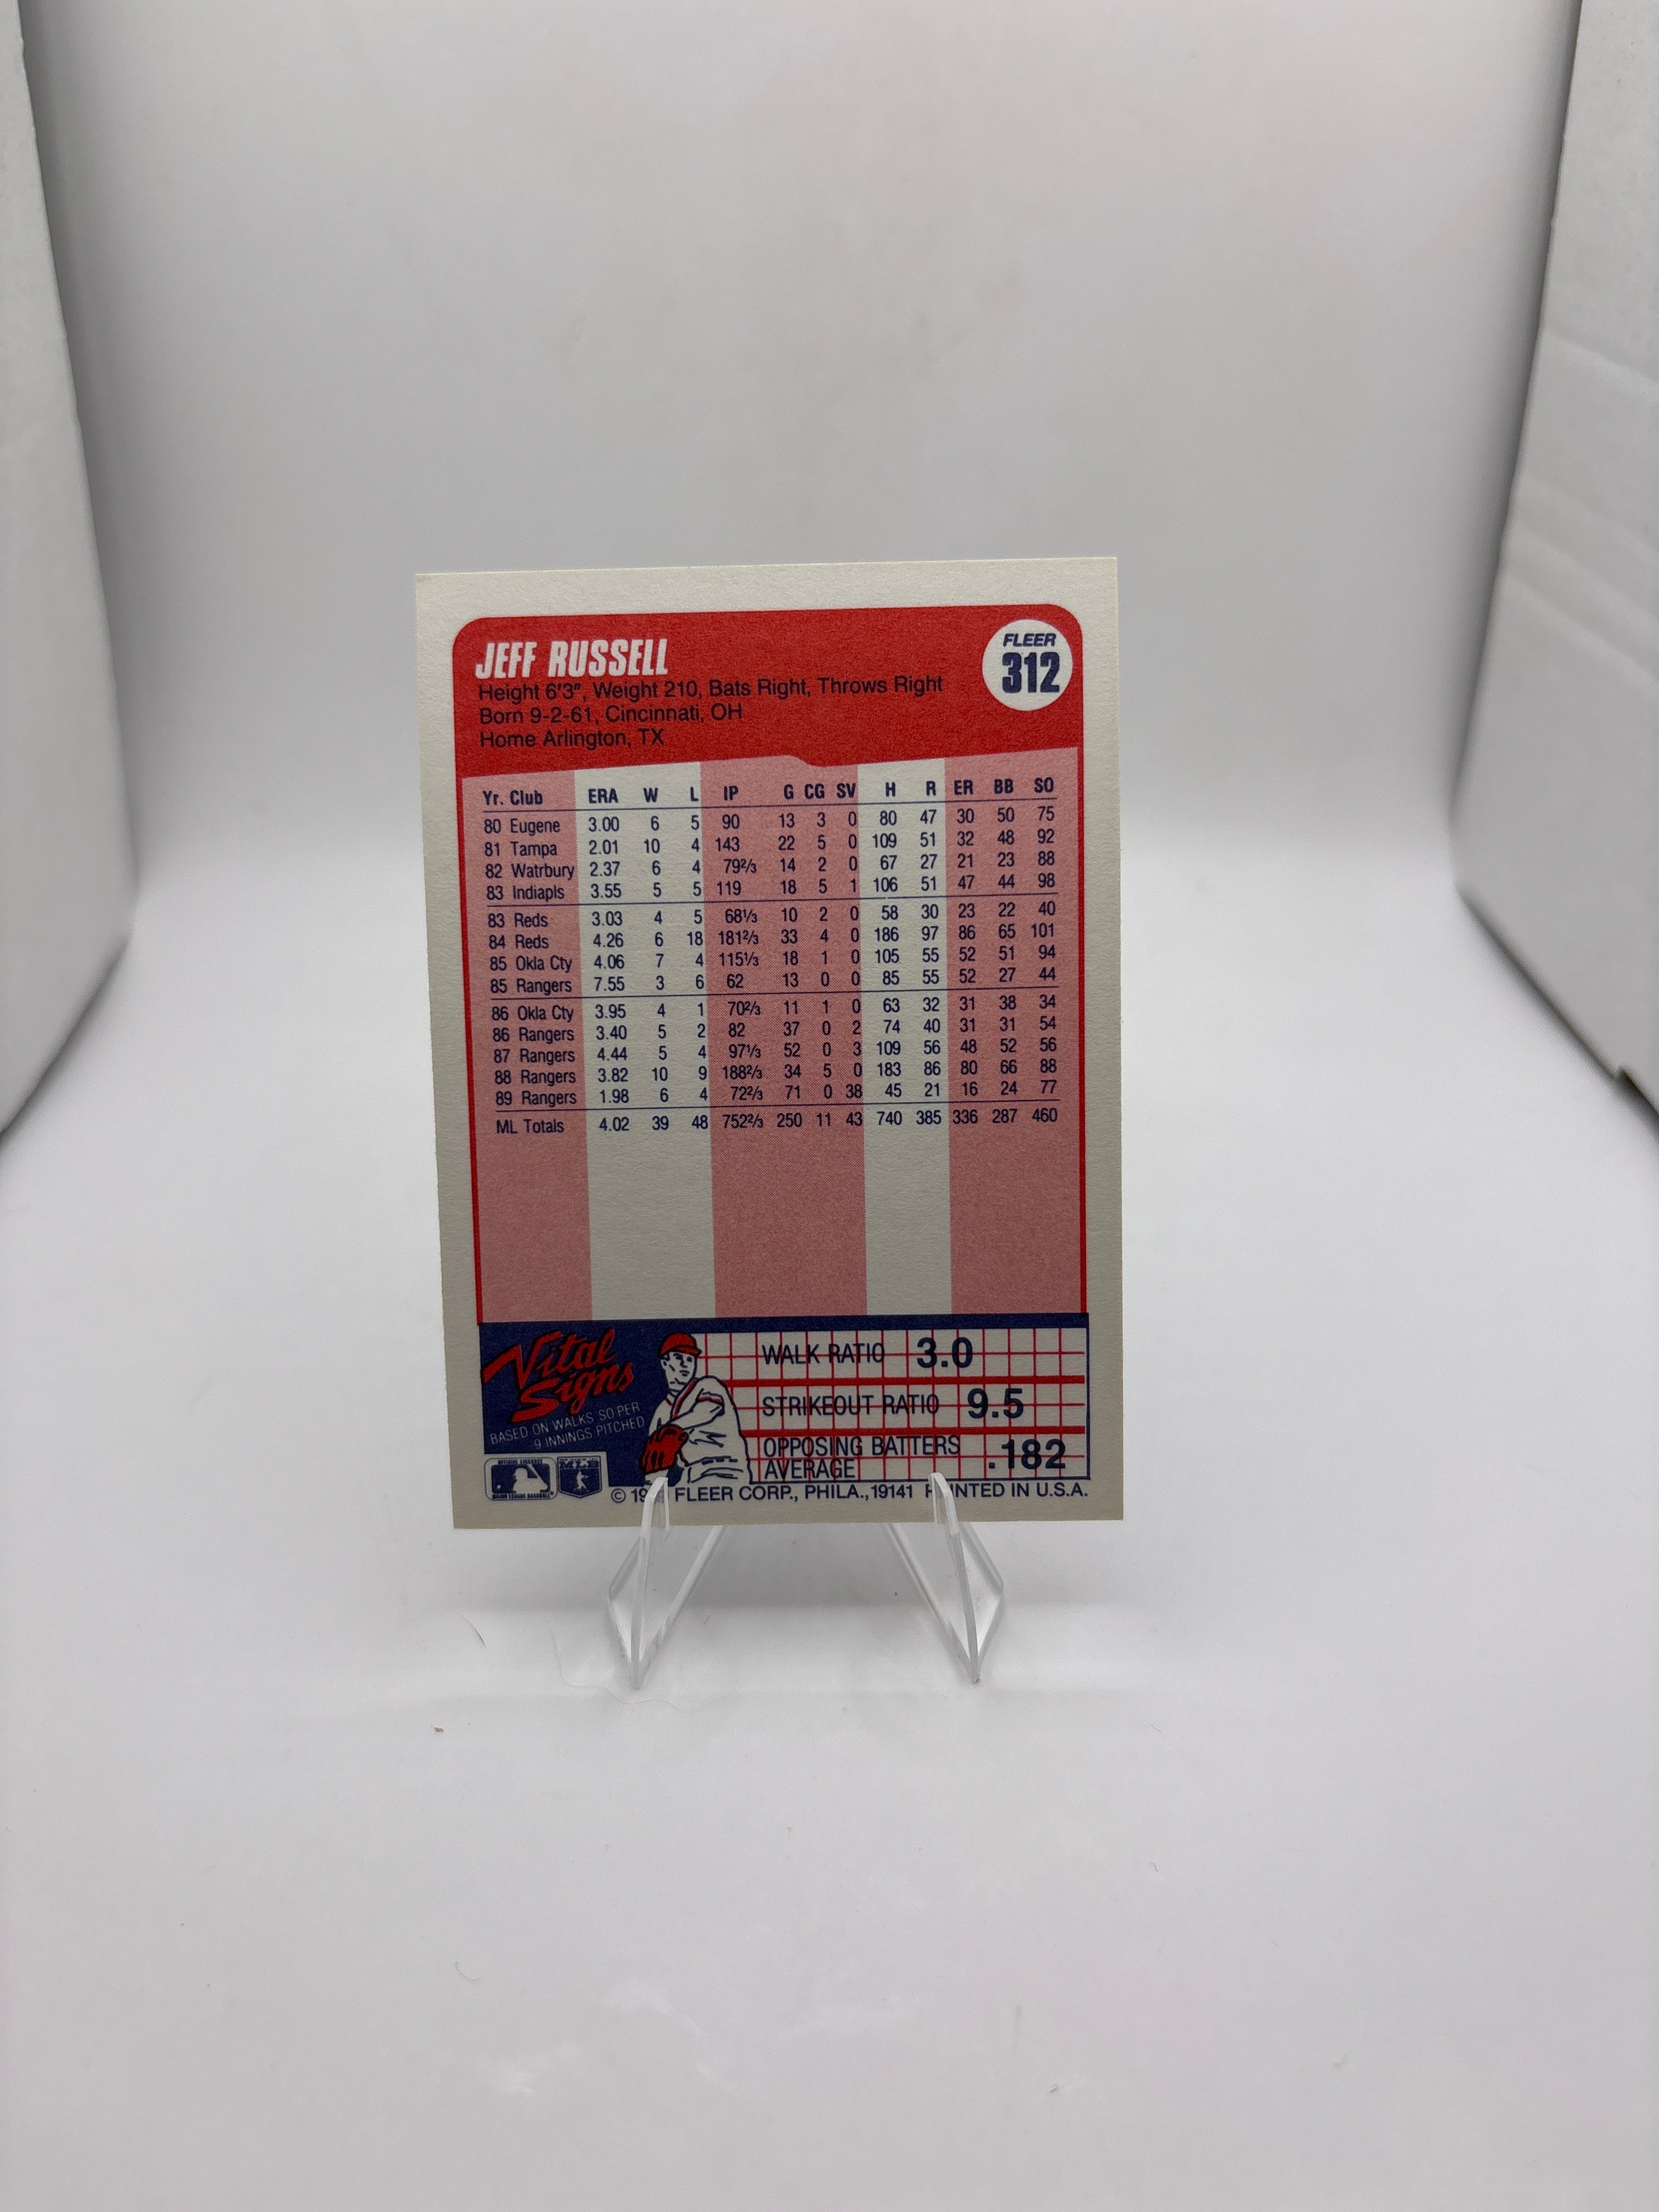 JEFF RUSSELL
FLEER
312
Height 6'3", Weight 210, Bats Right, Throws Right
Born 9-2-61, Cincinnati, OH
Home Arlington, TX
Yr. Club ERA W L IP G CG SV H R ER BB SO
80 Eugene 3.00 6 5 90 13 3 0 80 47 30 50 75
81 Tampa 2.01 10 4 143 22 5 0 109 51 32 48 92
82 Watrbury 2.37 6 4 79⅔ 14 2 0 67 27 21 23 88
83 Indiapls 3.55 5 5 119 18 5 1 106 51 47 44 98
83 Reds 3.03 4 5 68⅓ 10 2 0 58 30 23 22 40
84 Reds 4.26 6 18 181⅔ 33 4 0 186 97 86 65 101
85 Okla Cty 4.06 7 4 115⅓ 18 1 0 105 55 52 51 94
85 Rangers 7.55 3 6 62 13 0 0 85 55 52 27 44
86 Okla Cty 3.95 4 1 70⅔ 11 1 0 63 32 31 38 34
86 Rangers 3.40 5 2 82 37 0 2 74 40 31 31 54
87 Rangers 4.44 5 4 97⅓ 52 0 3 109 56 48 52 56
88 Rangers 3.82 10 9 188⅔ 34 5 0 183 86 80 66 88
89 Rangers 1.98 6 4 72⅔ 71 0 38 45 21 16 24 77
ML Totals 4.02 39 48 752⅔ 250 11 43 740 385 336 287 460
Vital
Signs
BASED ON WALKS SO PER
9 INNINGS PITCHED
WALK RATIO 3.0
STRIKEOUT RATIO 9.5
OPPOSING BATTERS
AVERAGE .182
MLB
© FLEER CORP., PHILA., 19141 IN U.S.A.